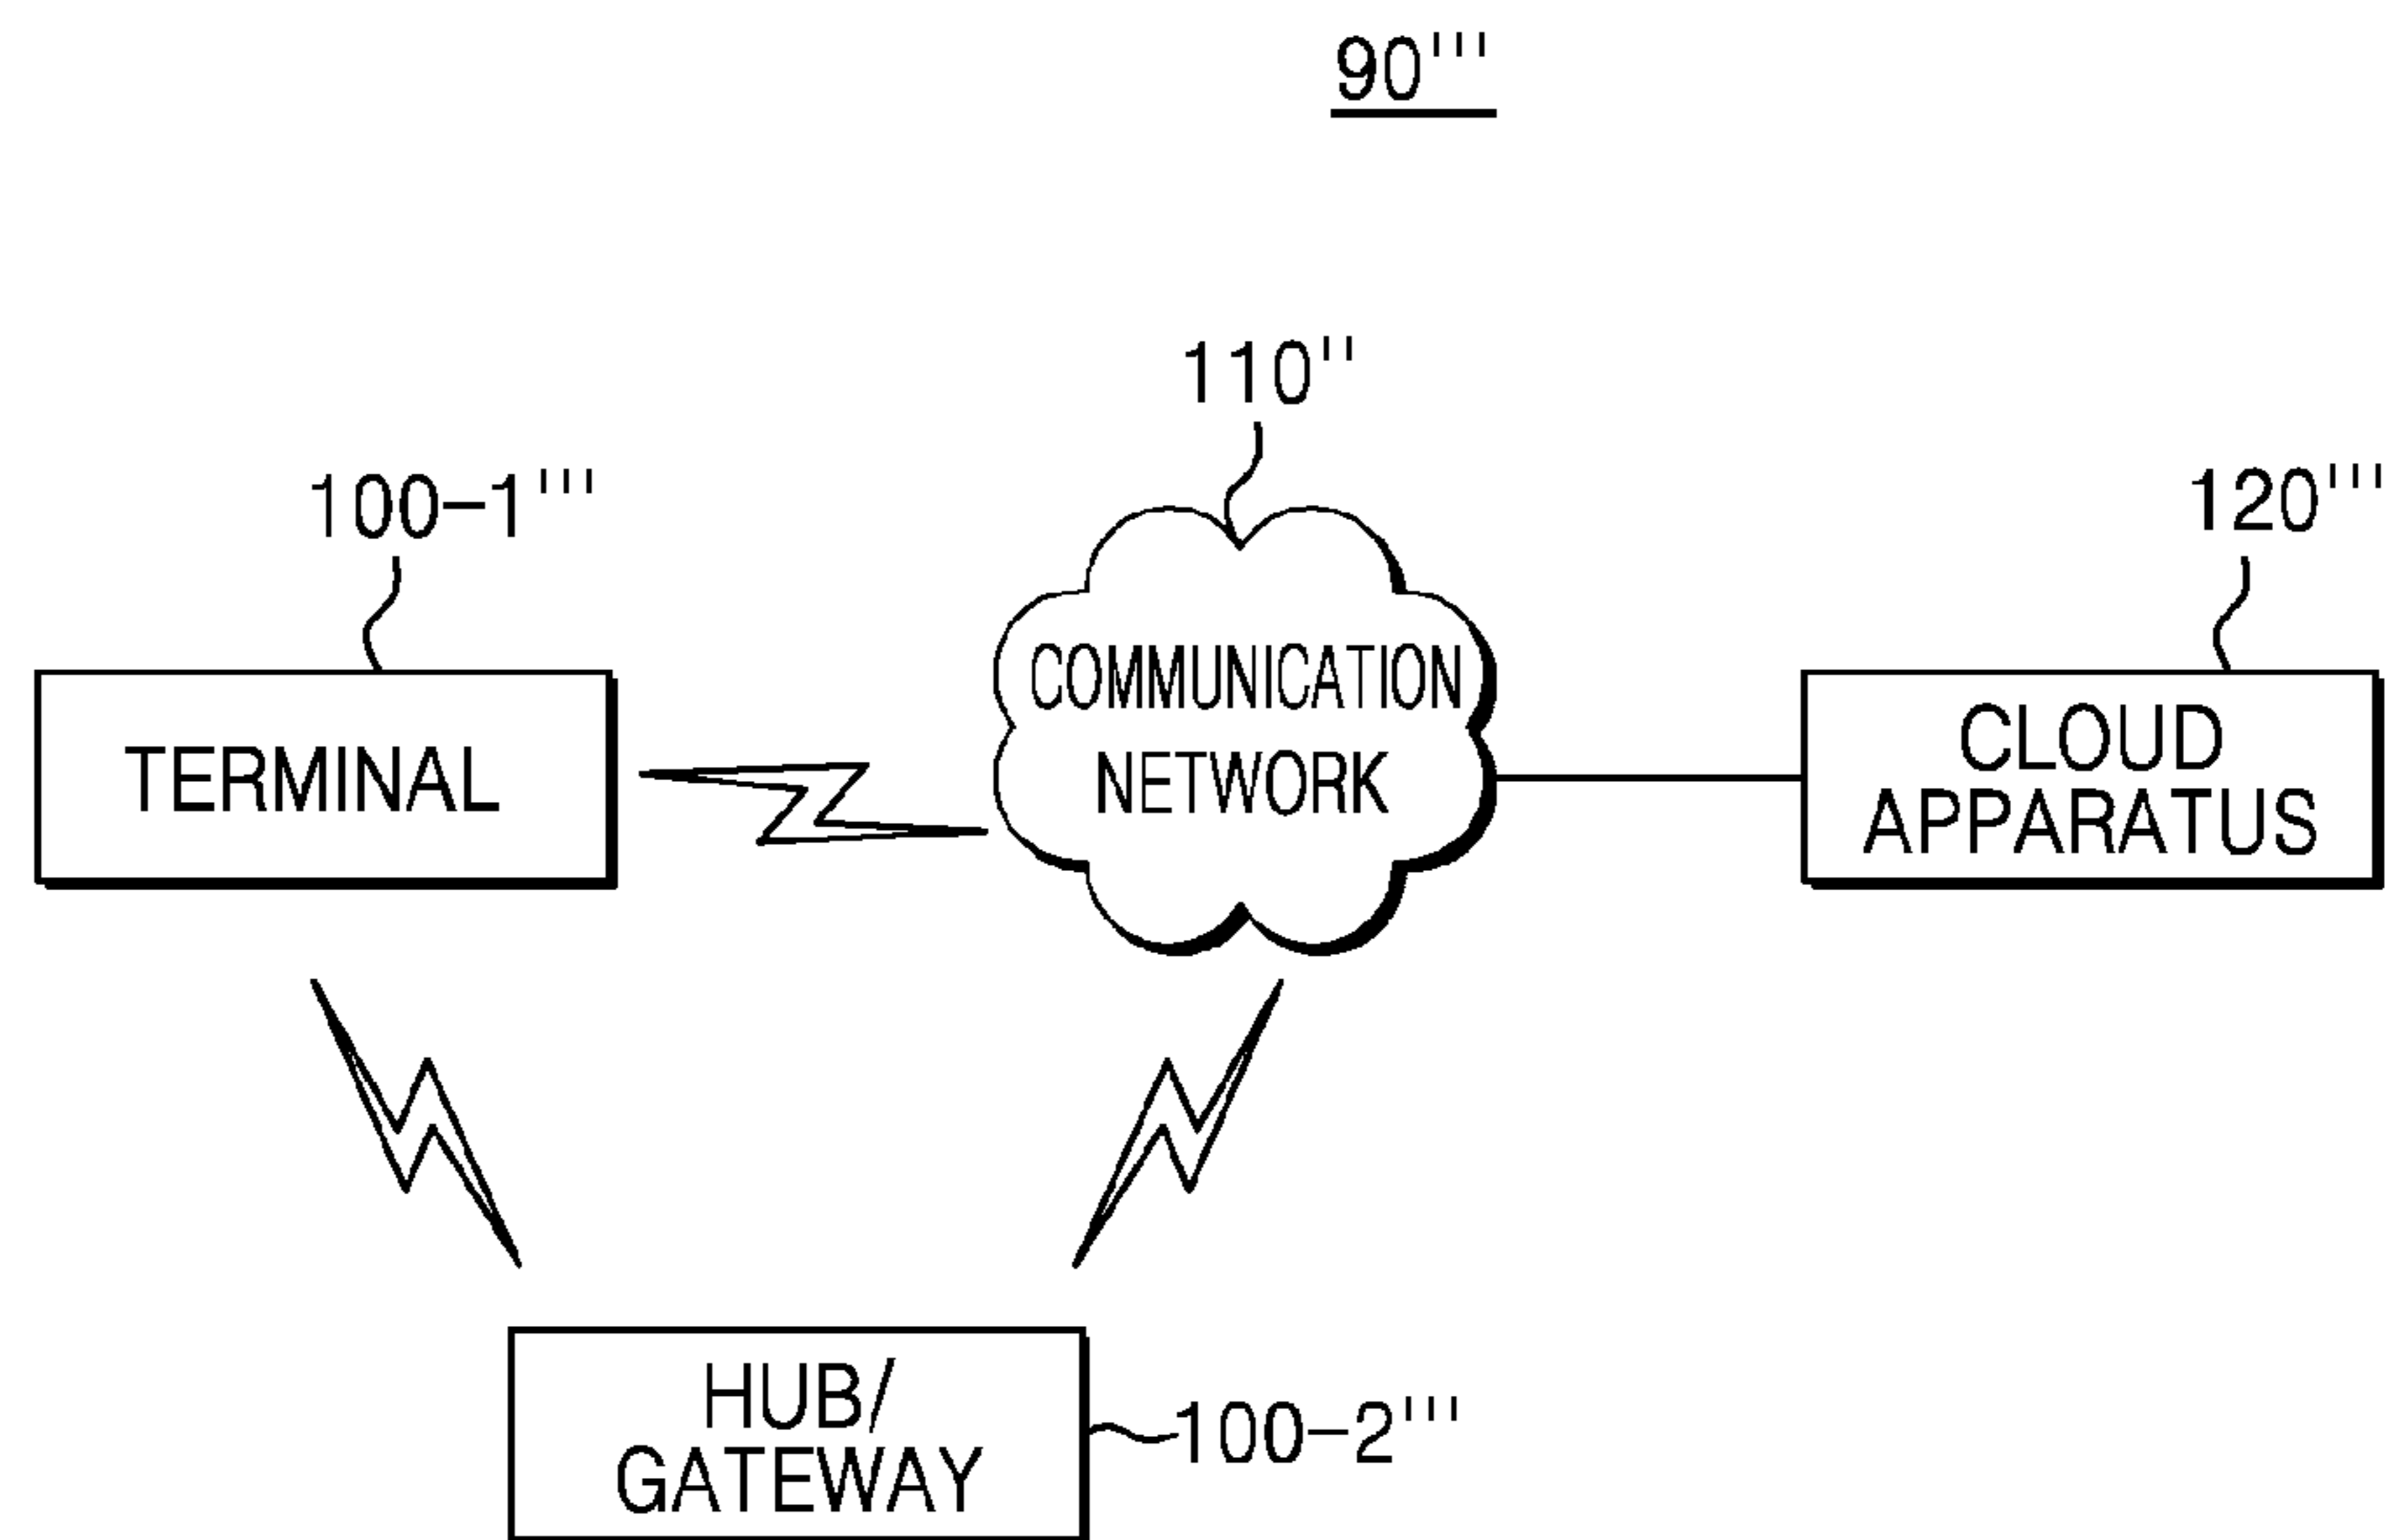 90'''
110''
100-1'''
120'''
TERMINAL
COMMUNICATION
NETWORK
CLOUD
APPARATUS
HUB/
GATEWAY
100-2'''